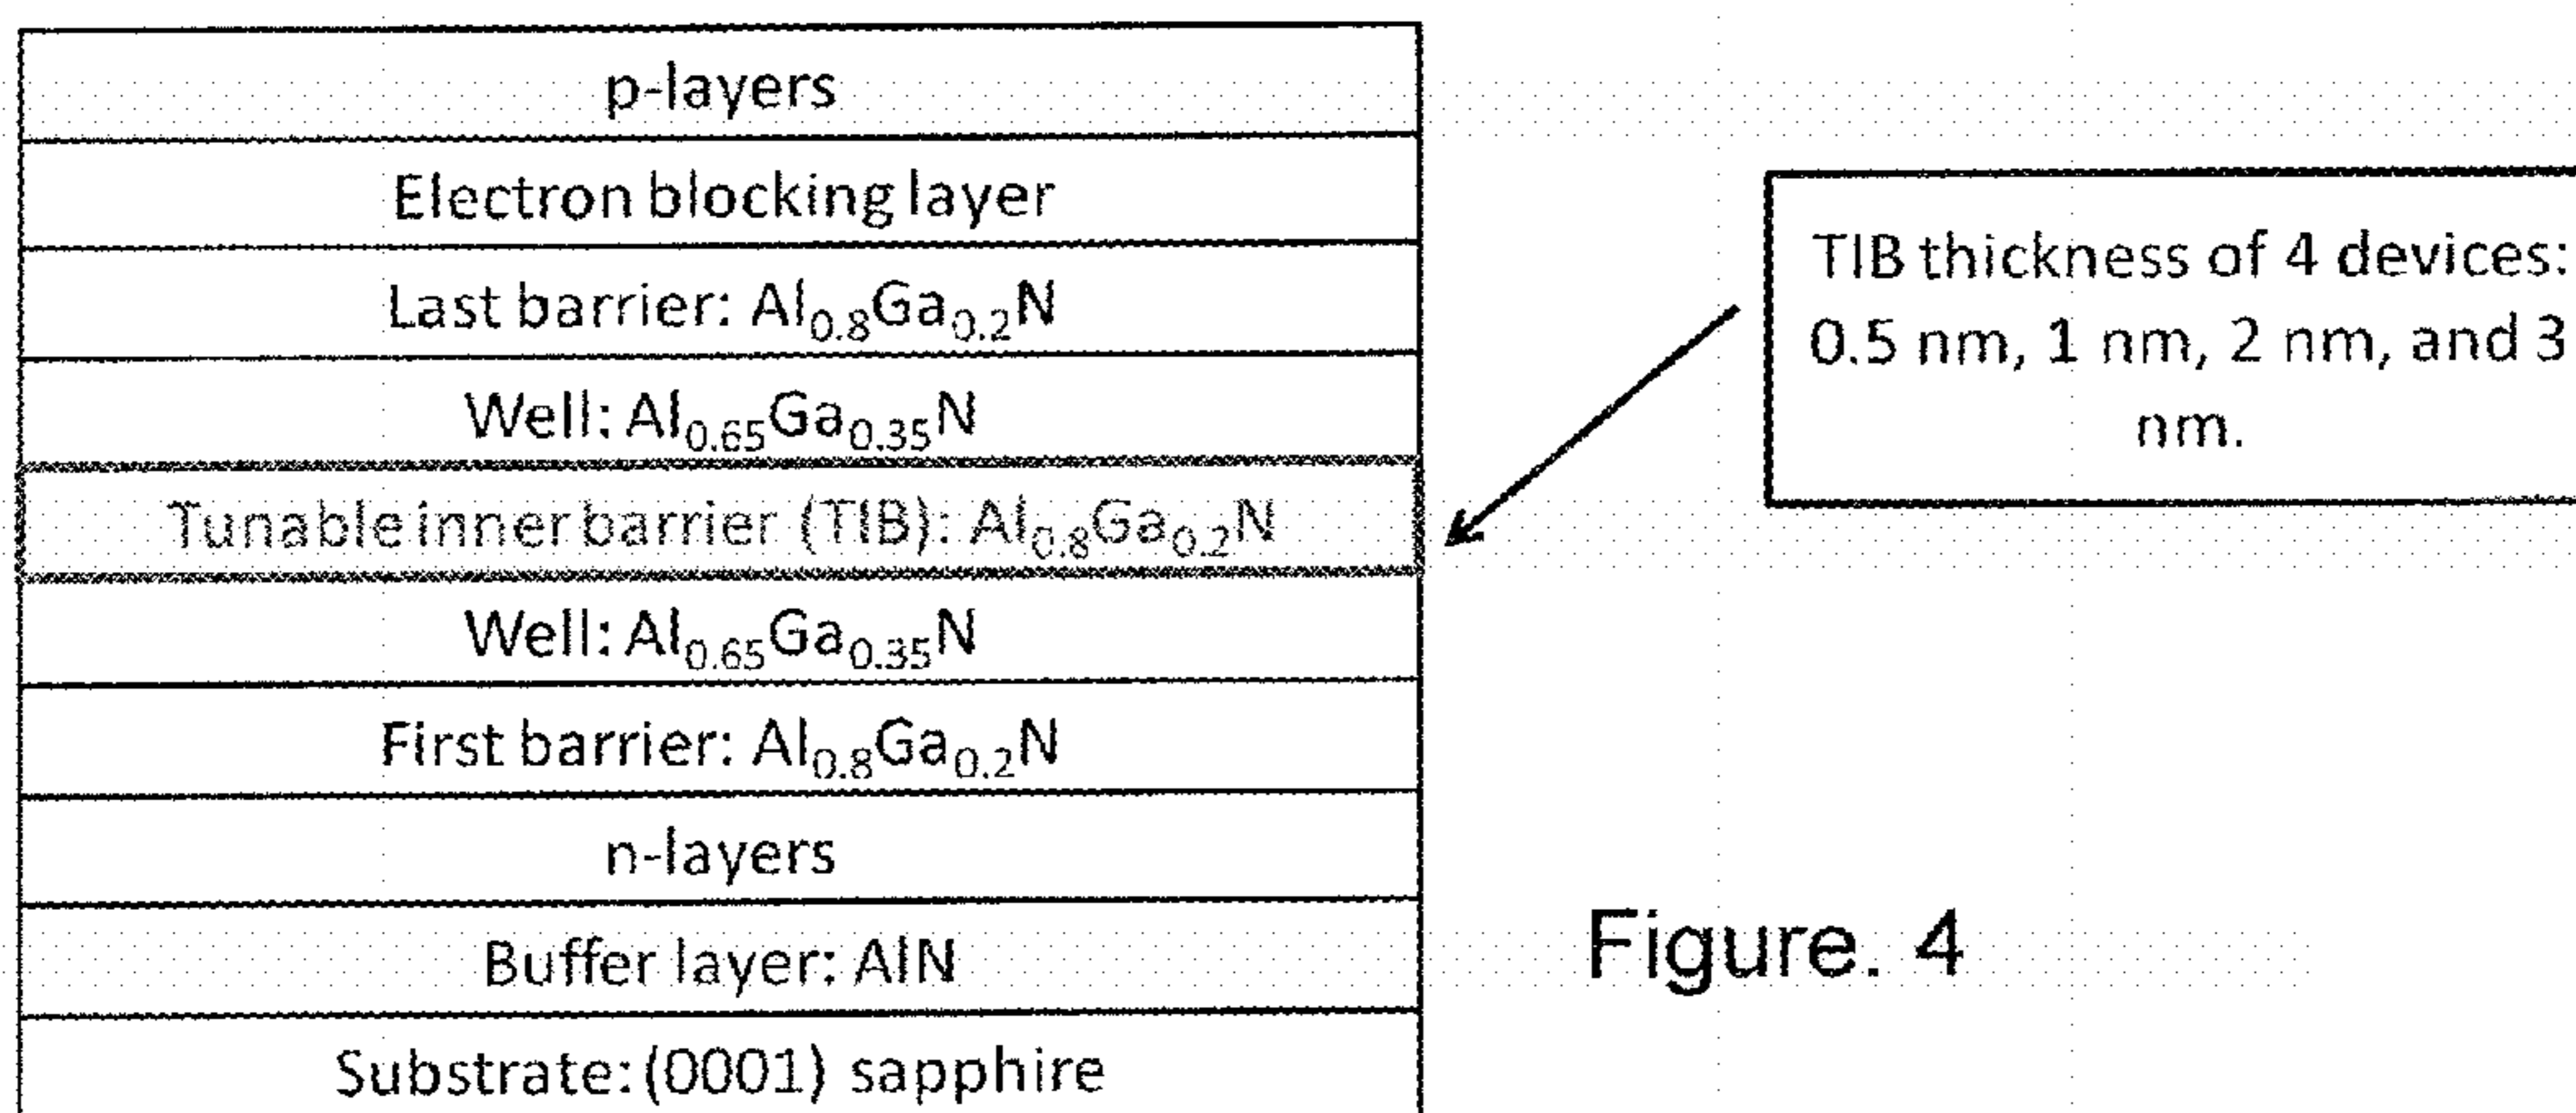 p-layers
Electron blocking layer
Last barrier: Al₀.₈Ga₀.₂N
Well: Al₀.₆₅Ga₀.₃₅N
Tunable inner barrier (TIB): Al₀.₈Ga₀.₂N
Well: Al₀.₆₅Ga₀.₃₅N
First barrier: Al₀.₈Ga₀.₂N
n-layers
Buffer layer: AlN
Substrate: (0001) sapphire
TIB thickness of 4 devices:
0.5 nm, 1 nm, 2 nm, and 3
nm.
Figure. 4